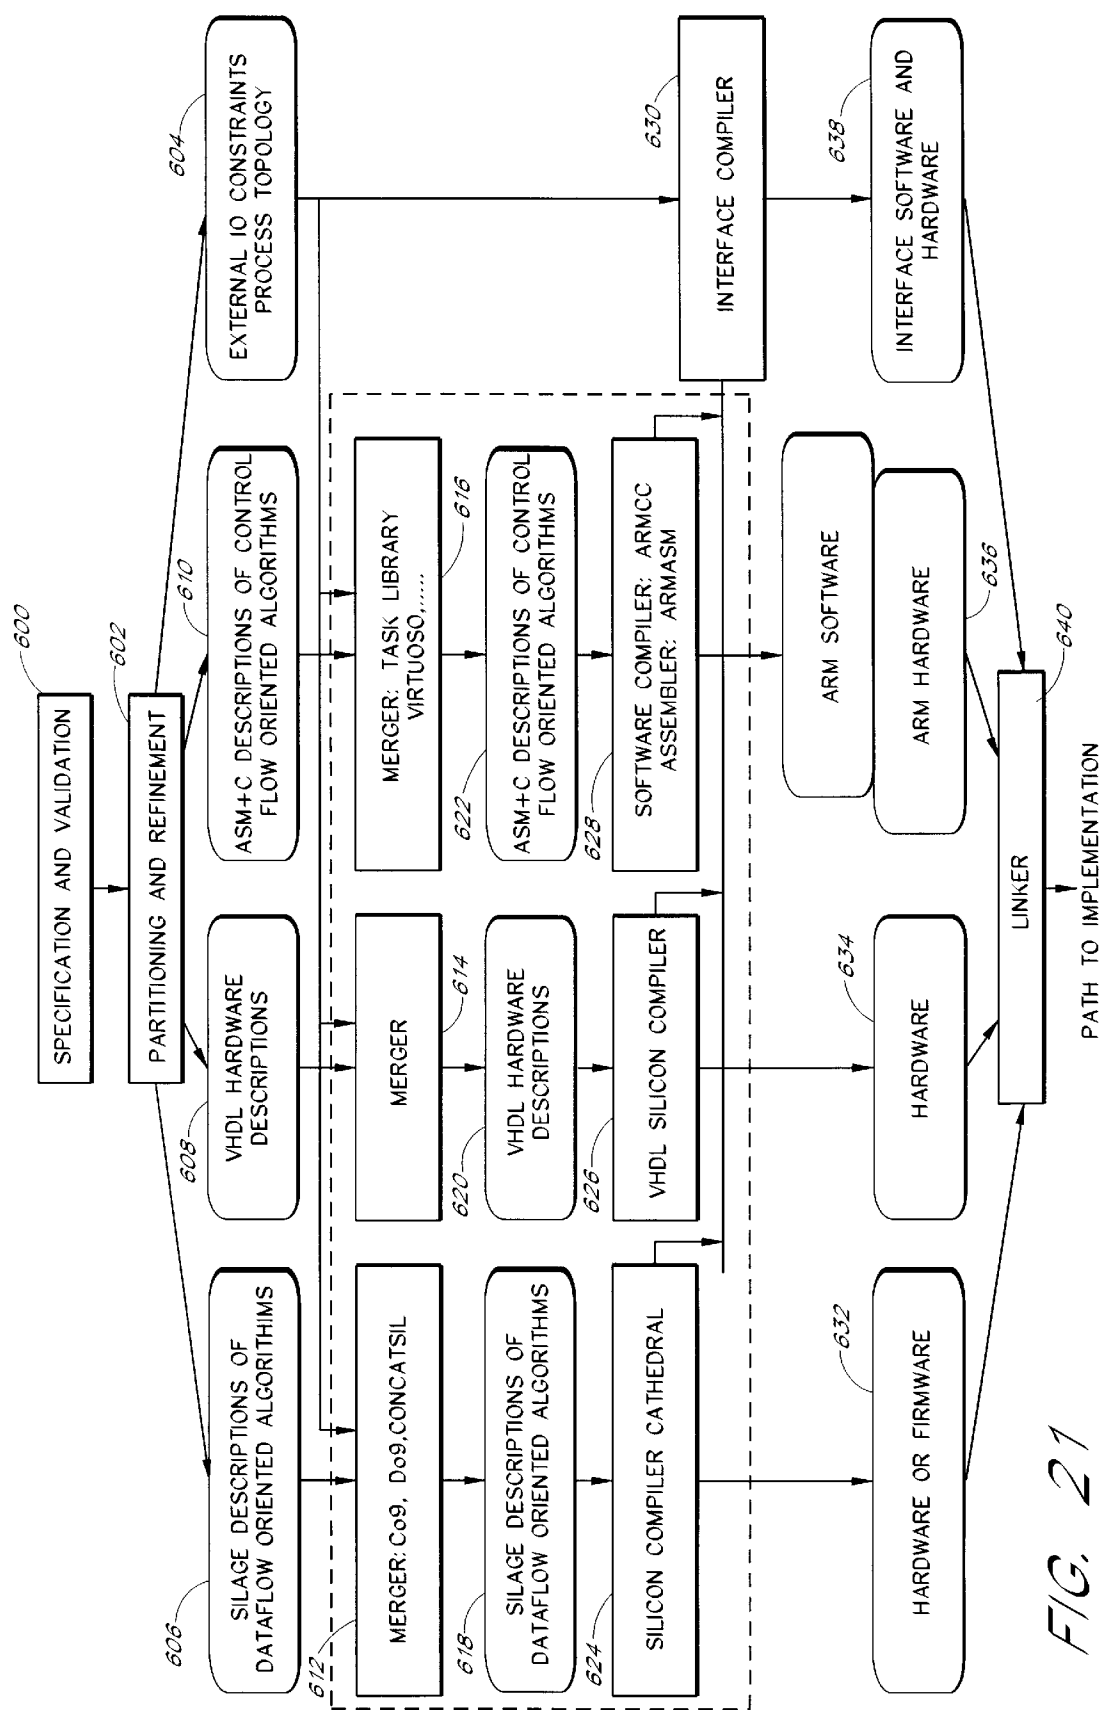 600
SPECIFICATION AND VALIDATION
602
PARTITIONING AND REFINEMENT
606
SILAGE DESCRIPTIONS OF
DATAFLOW ORIENTED ALGORITHIMS
608
VHDL HARDWARE
DESCRIPTIONS
610
ASM+C DESCRIPTIONS OF CONTROL
FLOW ORIENTED ALGORITHMS
604
EXTERNAL IO CONSTRAINTS
PROCESS TOPOLOGY
612
MERGER: Co9, Do9,CONCATSIL
614
MERGER
616
MERGER: TASK LIBRARY
VIRTUOSO,.....
618
SILAGE DESCRIPTIONS OF
DATAFLOW ORIENTED ALGORITHMS
620
VHDL HARDWARE
DESCRIPTIONS
622
ASM+C DESCRIPTIONS OF CONTROL
FLOW ORIENTED ALGORITHMS
624
SILICON COMPILER CATHEDRAL
626
VHDL SILICON COMPILER
628
SOFTWARE COMPILER: ARMCC
ASSEMBLER: ARMASM
630
INTERFACE COMPILER
632
HARDWARE OR FIRMWARE
634
HARDWARE
ARM SOFTWARE
ARM HARDWARE
636
638
INTERFACE SOFTWARE AND
HARDWARE
LINKER
640
PATH TO IMPLEMENTATION
FIG. 21